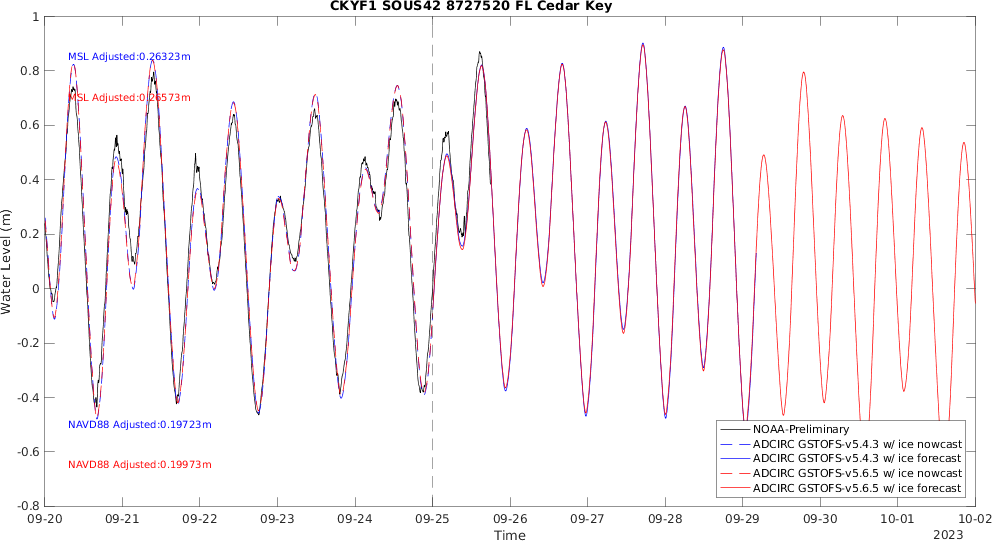 CKYF1 SOUS42 8727520 FL Cedar Key
Water Level (m)
1
0.8
0.6
0.4
0.2
0
-0.2
-0.4
-0.6
-0.8
MSL Adjusted:0.26323m
MSL Adjusted:0.26573m
NAVD88 Adjusted:0.19723m
NAVD88 Adjusted:0.19973m
NOAA-Preliminary
ADCIRC GSTOFS-v5.4.3 w/ ice nowcast
ADCIRC GSTOFS-v5.4.3 w/ ice forecast
ADCIRC GSTOFS-v5.6.5 w/ ice nowcast
ADCIRC GSTOFS-v5.6.5 w/ ice forecast
09-20 09-21 09-22 09-23 09-24 09-25 09-26 09-27 09-28 09-29 09-30 10-01 10-02
Time
2023